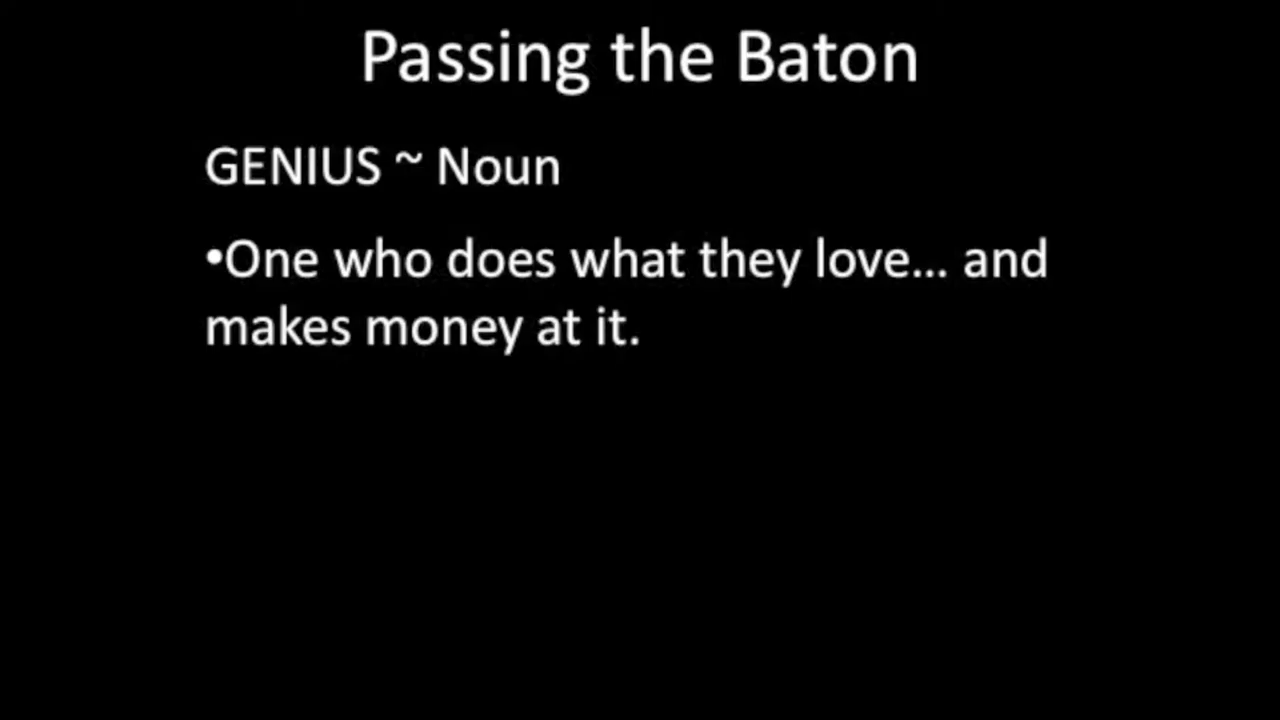 Passing the Baton
GENIUS ~ Noun
•One who does what they love... and
makes money at it.